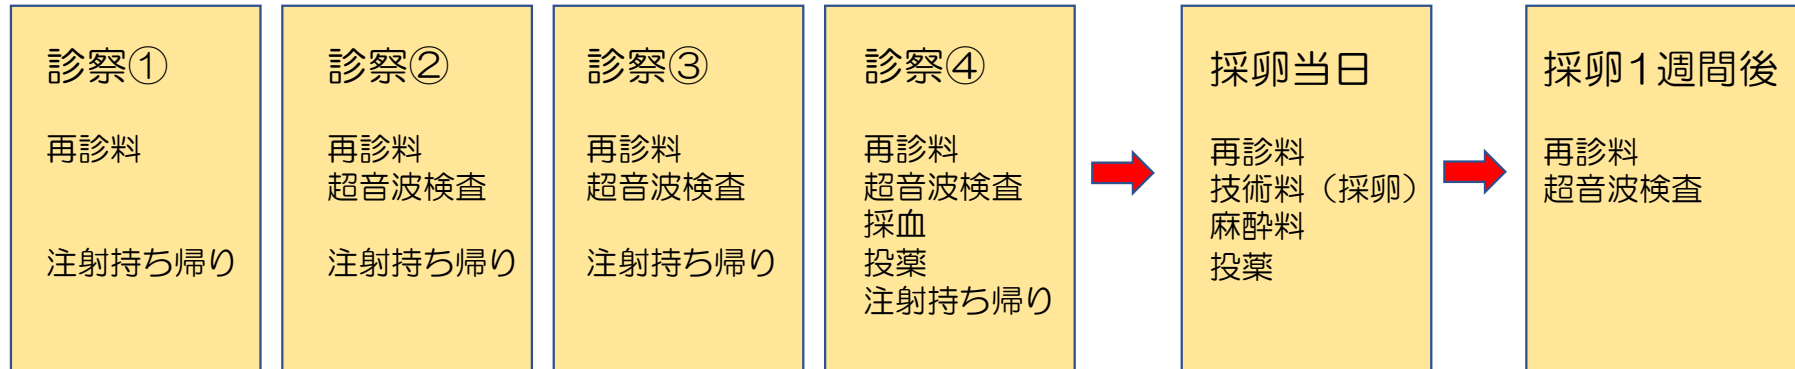 診察①
再診料
注射持ち帰り
診察②
再診料
超音波検査
注射持ち帰り
診察③
再診料
超音波検査
注射持ち帰り
診察④
再診料
超音波検査
採血
投薬
注射持ち帰り
採卵当日
再診料
技術料（採卵）
麻酔料
投薬
採卵１週間後
再診料
超音波検査